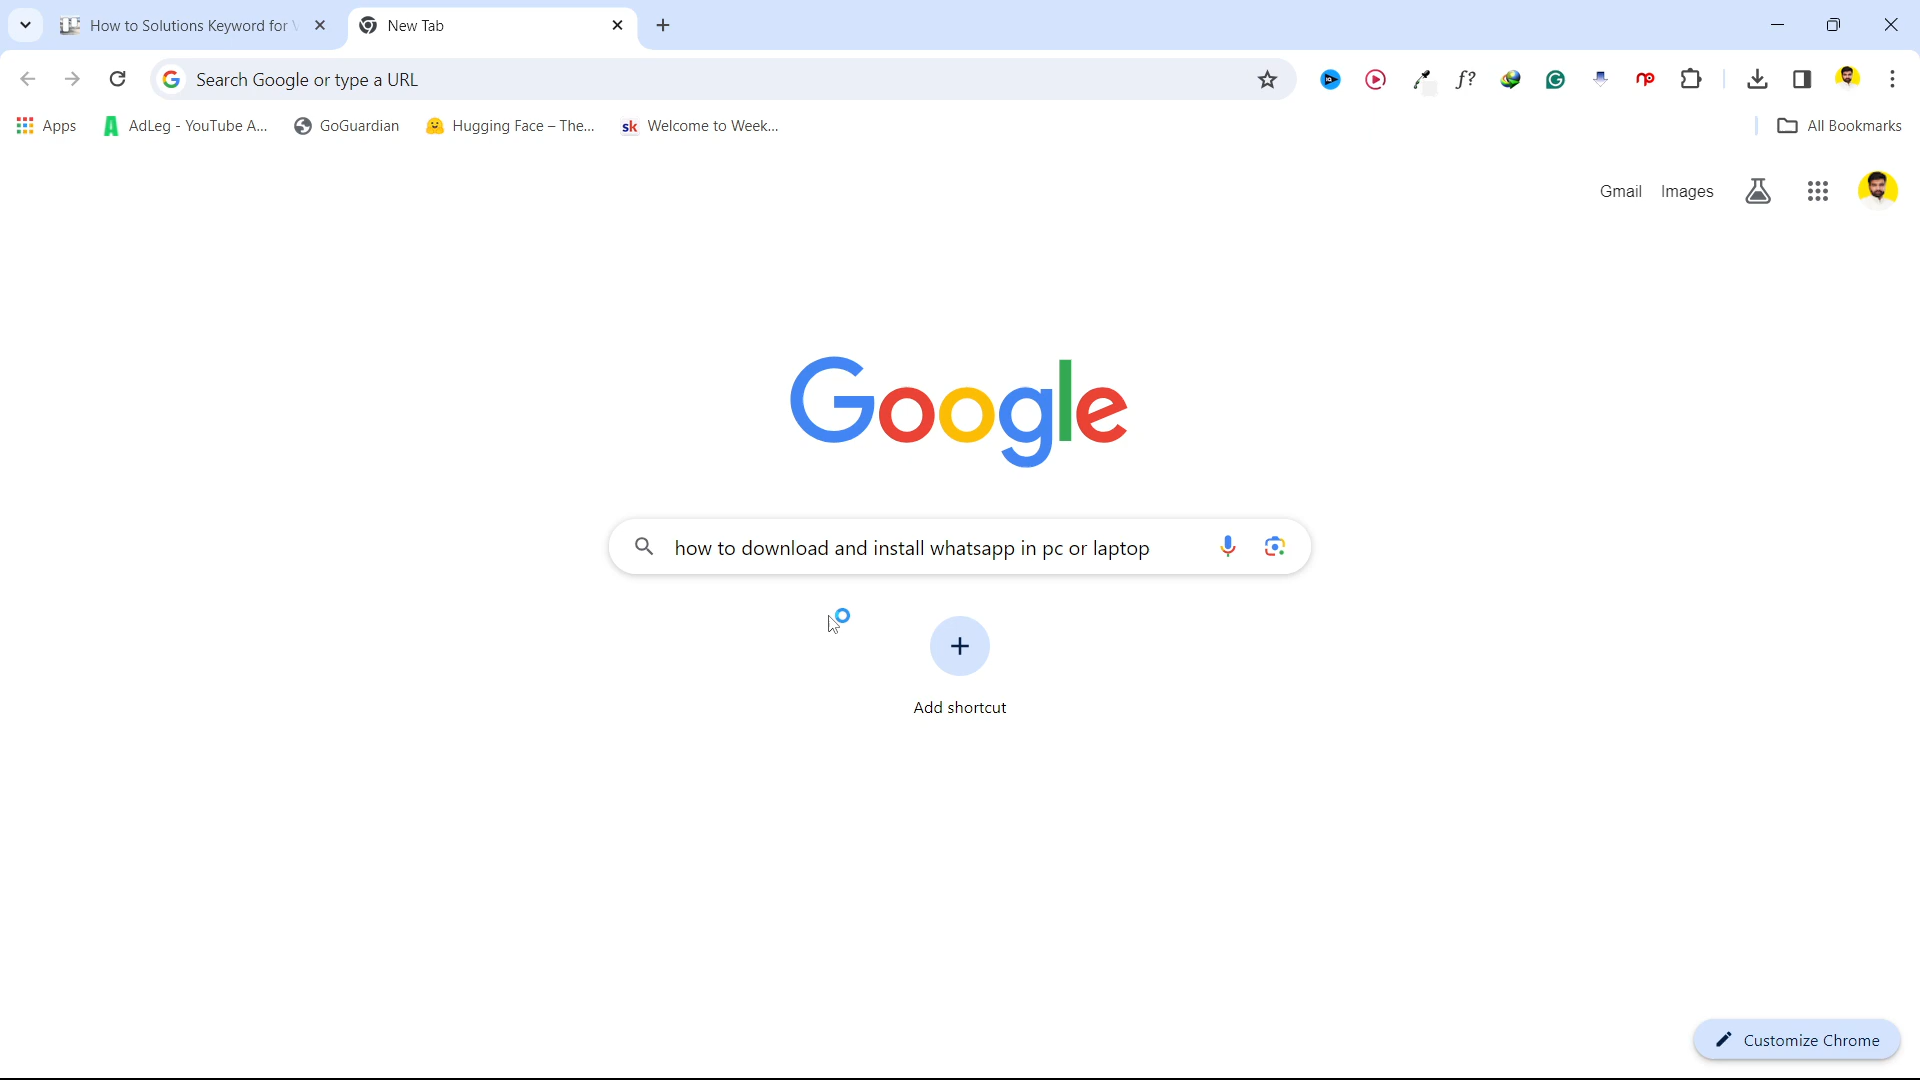 How to Solutions Keyword for
New Tab
Search Google or type a URL
f?
Apps
AdLeg - YouTube A...
GoGuardian
Hugging Face – The...
sk
Welcome to Week...
All Bookmarks
Gmail
Images
Google
how to download and install whatsapp in pc or laptop
Add shortcut
Customize Chrome